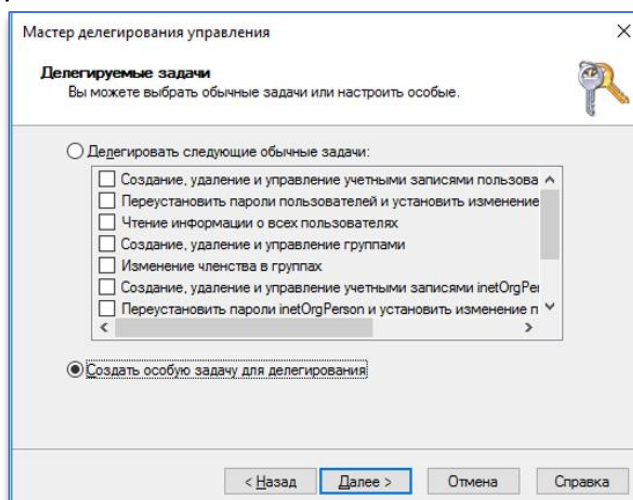 Мастер делегирования управления
Делегируемые задачи
Вы можете выбрать обычные задачи или настроить особые.
Делегировать следующие обычные задачи:
Создание, удаление и управление учетными записями пользова
Переустановить пароли пользователей и установить изменение
Чтение информации о всех пользователях
Создание, удаление и управление группами
Изменение членства в группах
Создание, удаление и управление учетными записями inetOrgPer
Переустановить пароли inetOrgPerson и установить изменение п
Создать особую задачу для делегирования
< Назад Далее > Отмена Справка